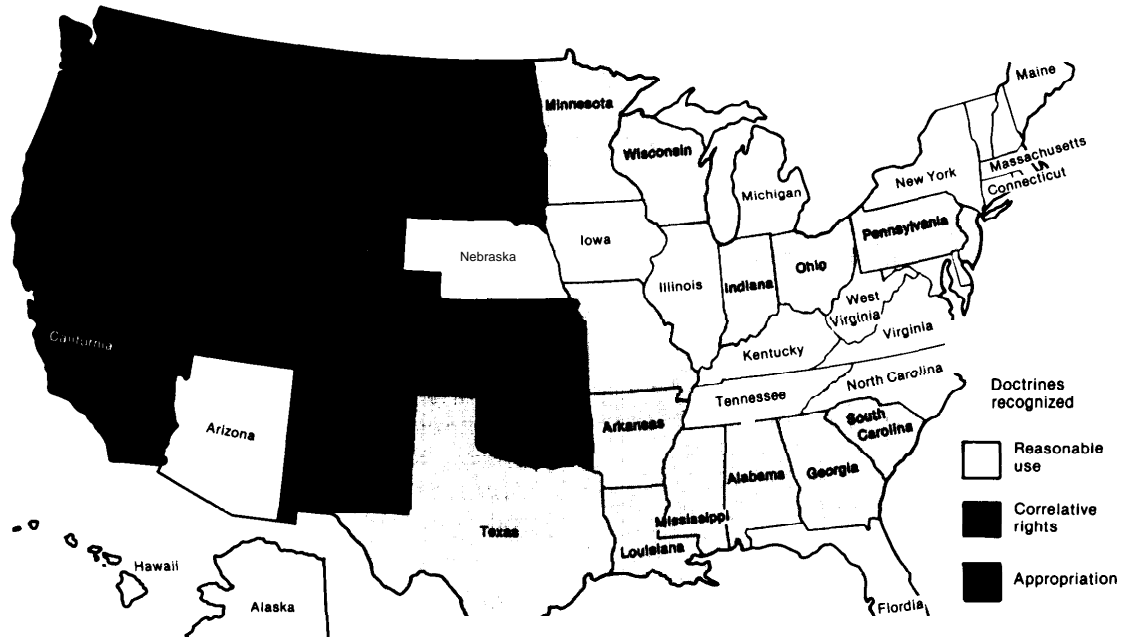 Maine
Minnesota
Wisconsin
Michigan
New York
Massachusetts
Connecticut
Pennsylvania
Iowa
Nebraska
Illinois
Indiana
Ohio
West
Virginia
Virginia
California
Kentucky
Tennessee
North Carolina
Arizona
Arkansas
South
Carolina
Alabama
Georgia
Mississippi
Texas
Louisiana
Hawaii
Alaska
Flordia
Doctrines
recognized
Reasonable
use
Correlative
rights
Appropriation